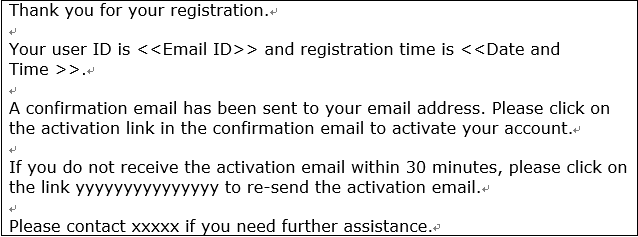 Thank you for your registration.
Your user ID is <<Email ID>> and registration time is <<Date and
Time >>.
A confirmation email has been sent to your email address. Please click on
the activation link in the confirmation email to activate your account.
If you do not receive the activation email within 30 minutes, please click on
the link yyyyyyyyyyyyyyy to re-send the activation email.
Please contact xxxxx if you need further assistance.